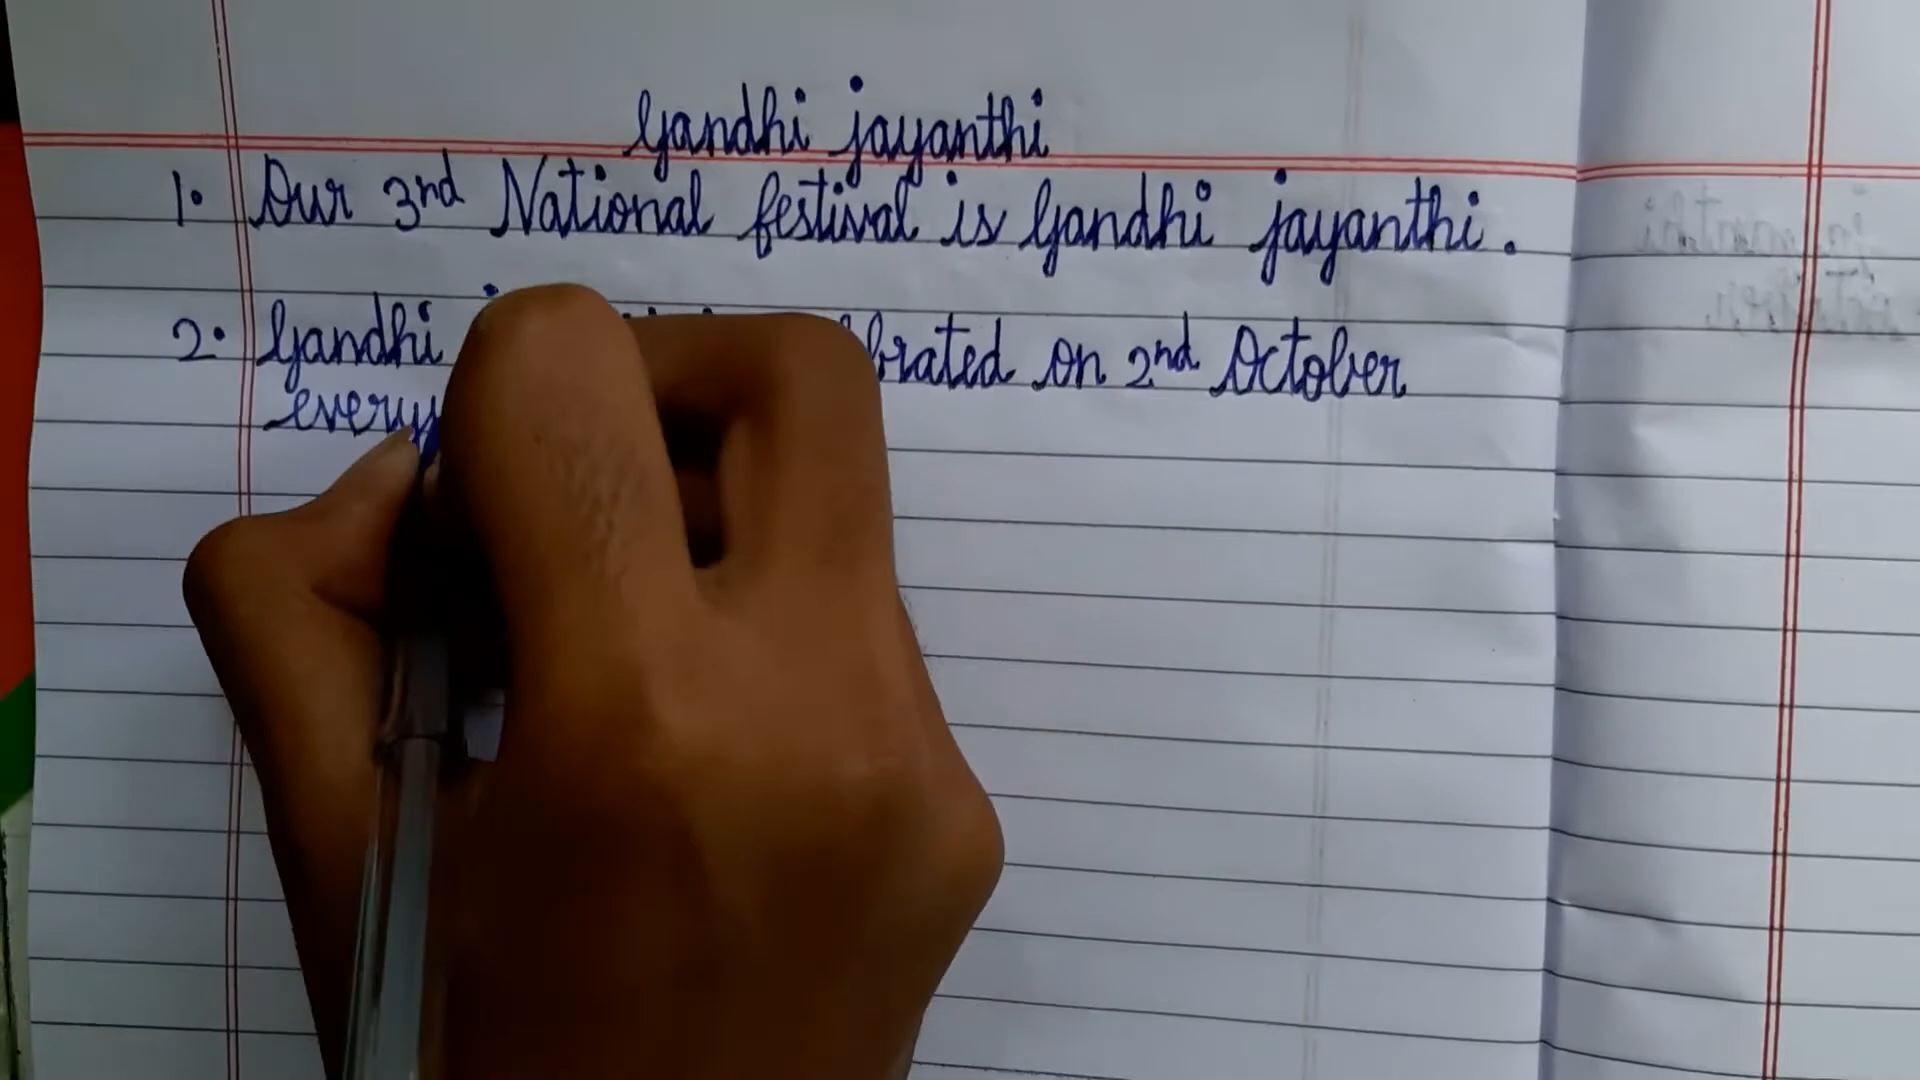 Gandhi jayanthi
1. Our 3rd National festival is Gandhi jayanthi.
2. Gandhi brated on 2nd October
every